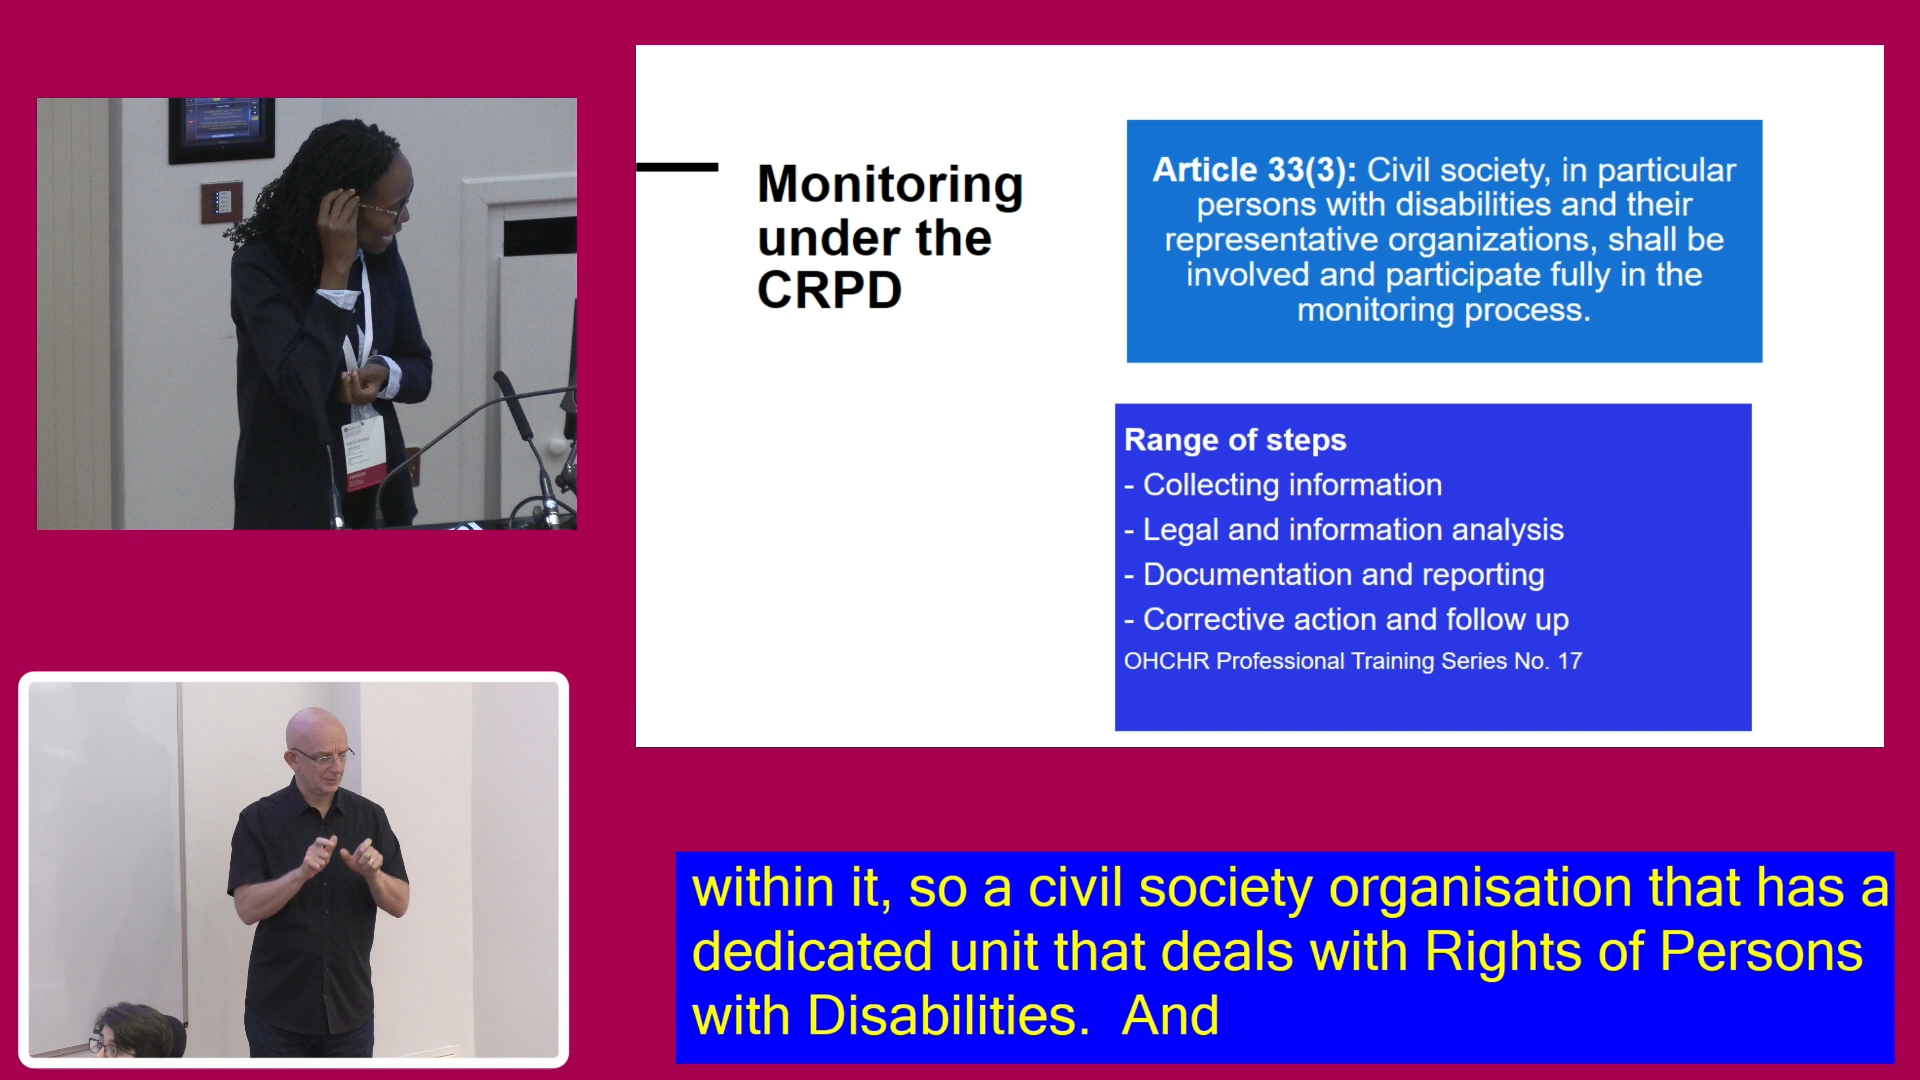 Monitoring
under the
CRPD
Article 33(3): Civil society, in particular
persons with disabilities and their
representative organizations, shall be
involved and participate fully in the
monitoring process.
Range of steps
- Collecting information
- Legal and information analysis
- Documentation and reporting
- Corrective action and follow up
OHCHR Professional Training Series No. 17
within it, so a civil society organisation that has a
dedicated unit that deals with Rights of Persons
with Disabilities.  And